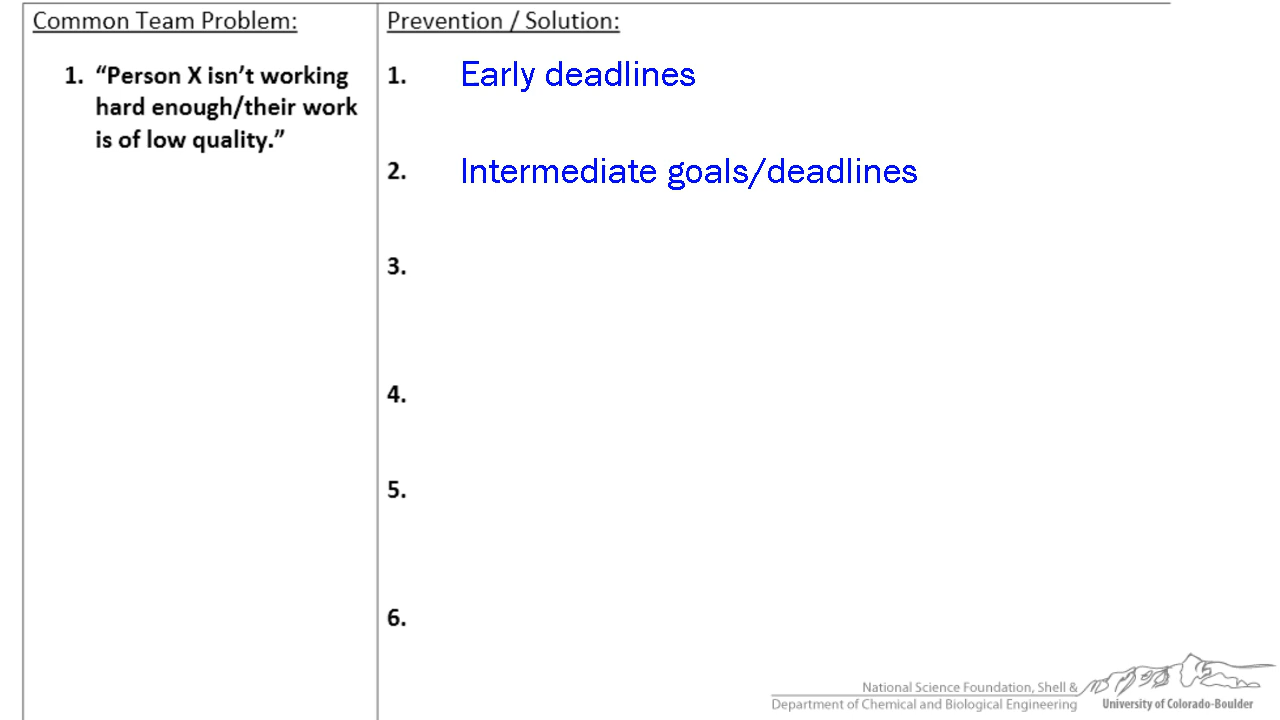 Common Team Problem:
Prevention / Solution:
1. “Person X isn’t working
hard enough/their work
is of low quality.”
1. Early deadlines
2. Intermediate goals/deadlines
3.
4.
5.
6.
National Science Foundation, Shell &
Department of Chemical and Biological Engineering
University of Colorado-Boulder